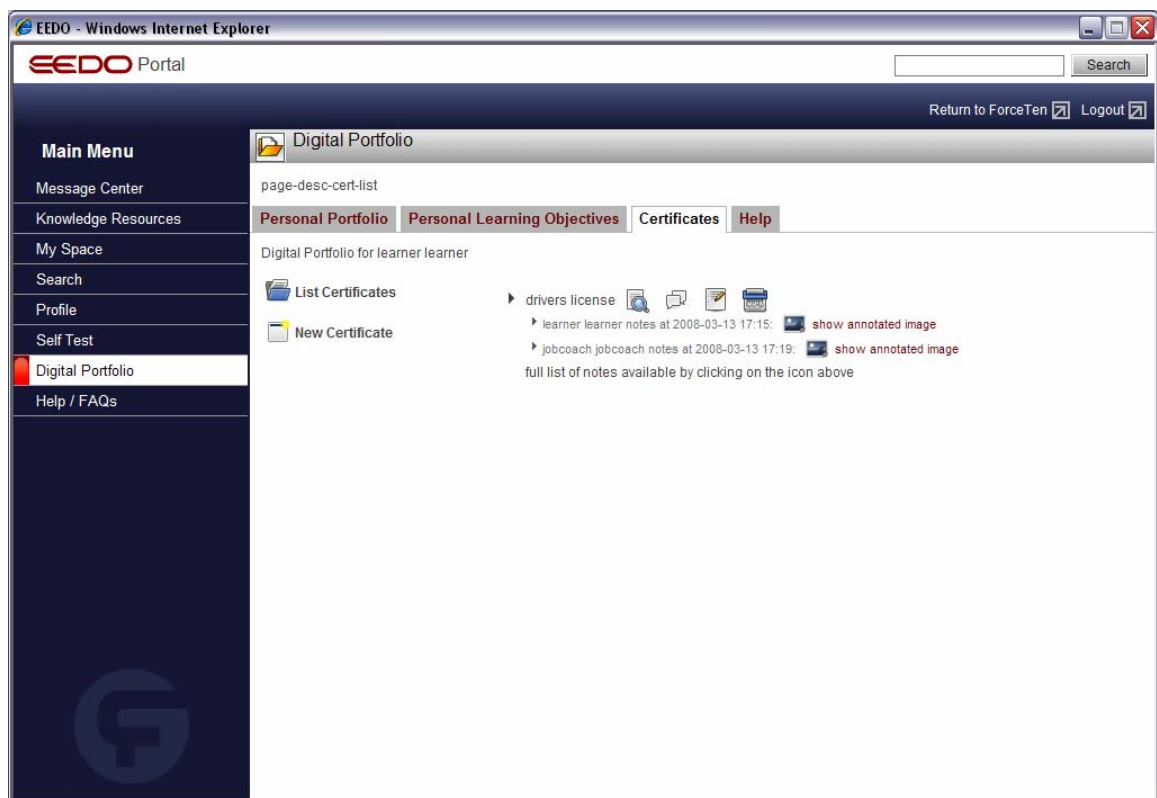 EEDO - Windows Internet Explorer
EEDO Portal
Search
Return to ForceTen Logout
Main Menu
Message Center
Knowledge Resources
My Space
Search
Profile
Self Test
Digital Portfolio
Help / FAQs
Digital Portfolio
page-desc-cert-list
Personal Portfolio Personal Learning Objectives Certificates Help
Digital Portfolio for learner learner
List Certificates
New Certificate
drivers license
learner learner notes at 2008-03-13 17:15: show annotated image
jobcoach jobcoach notes at 2008-03-13 17:19: show annotated image
full list of notes available by clicking on the icon above